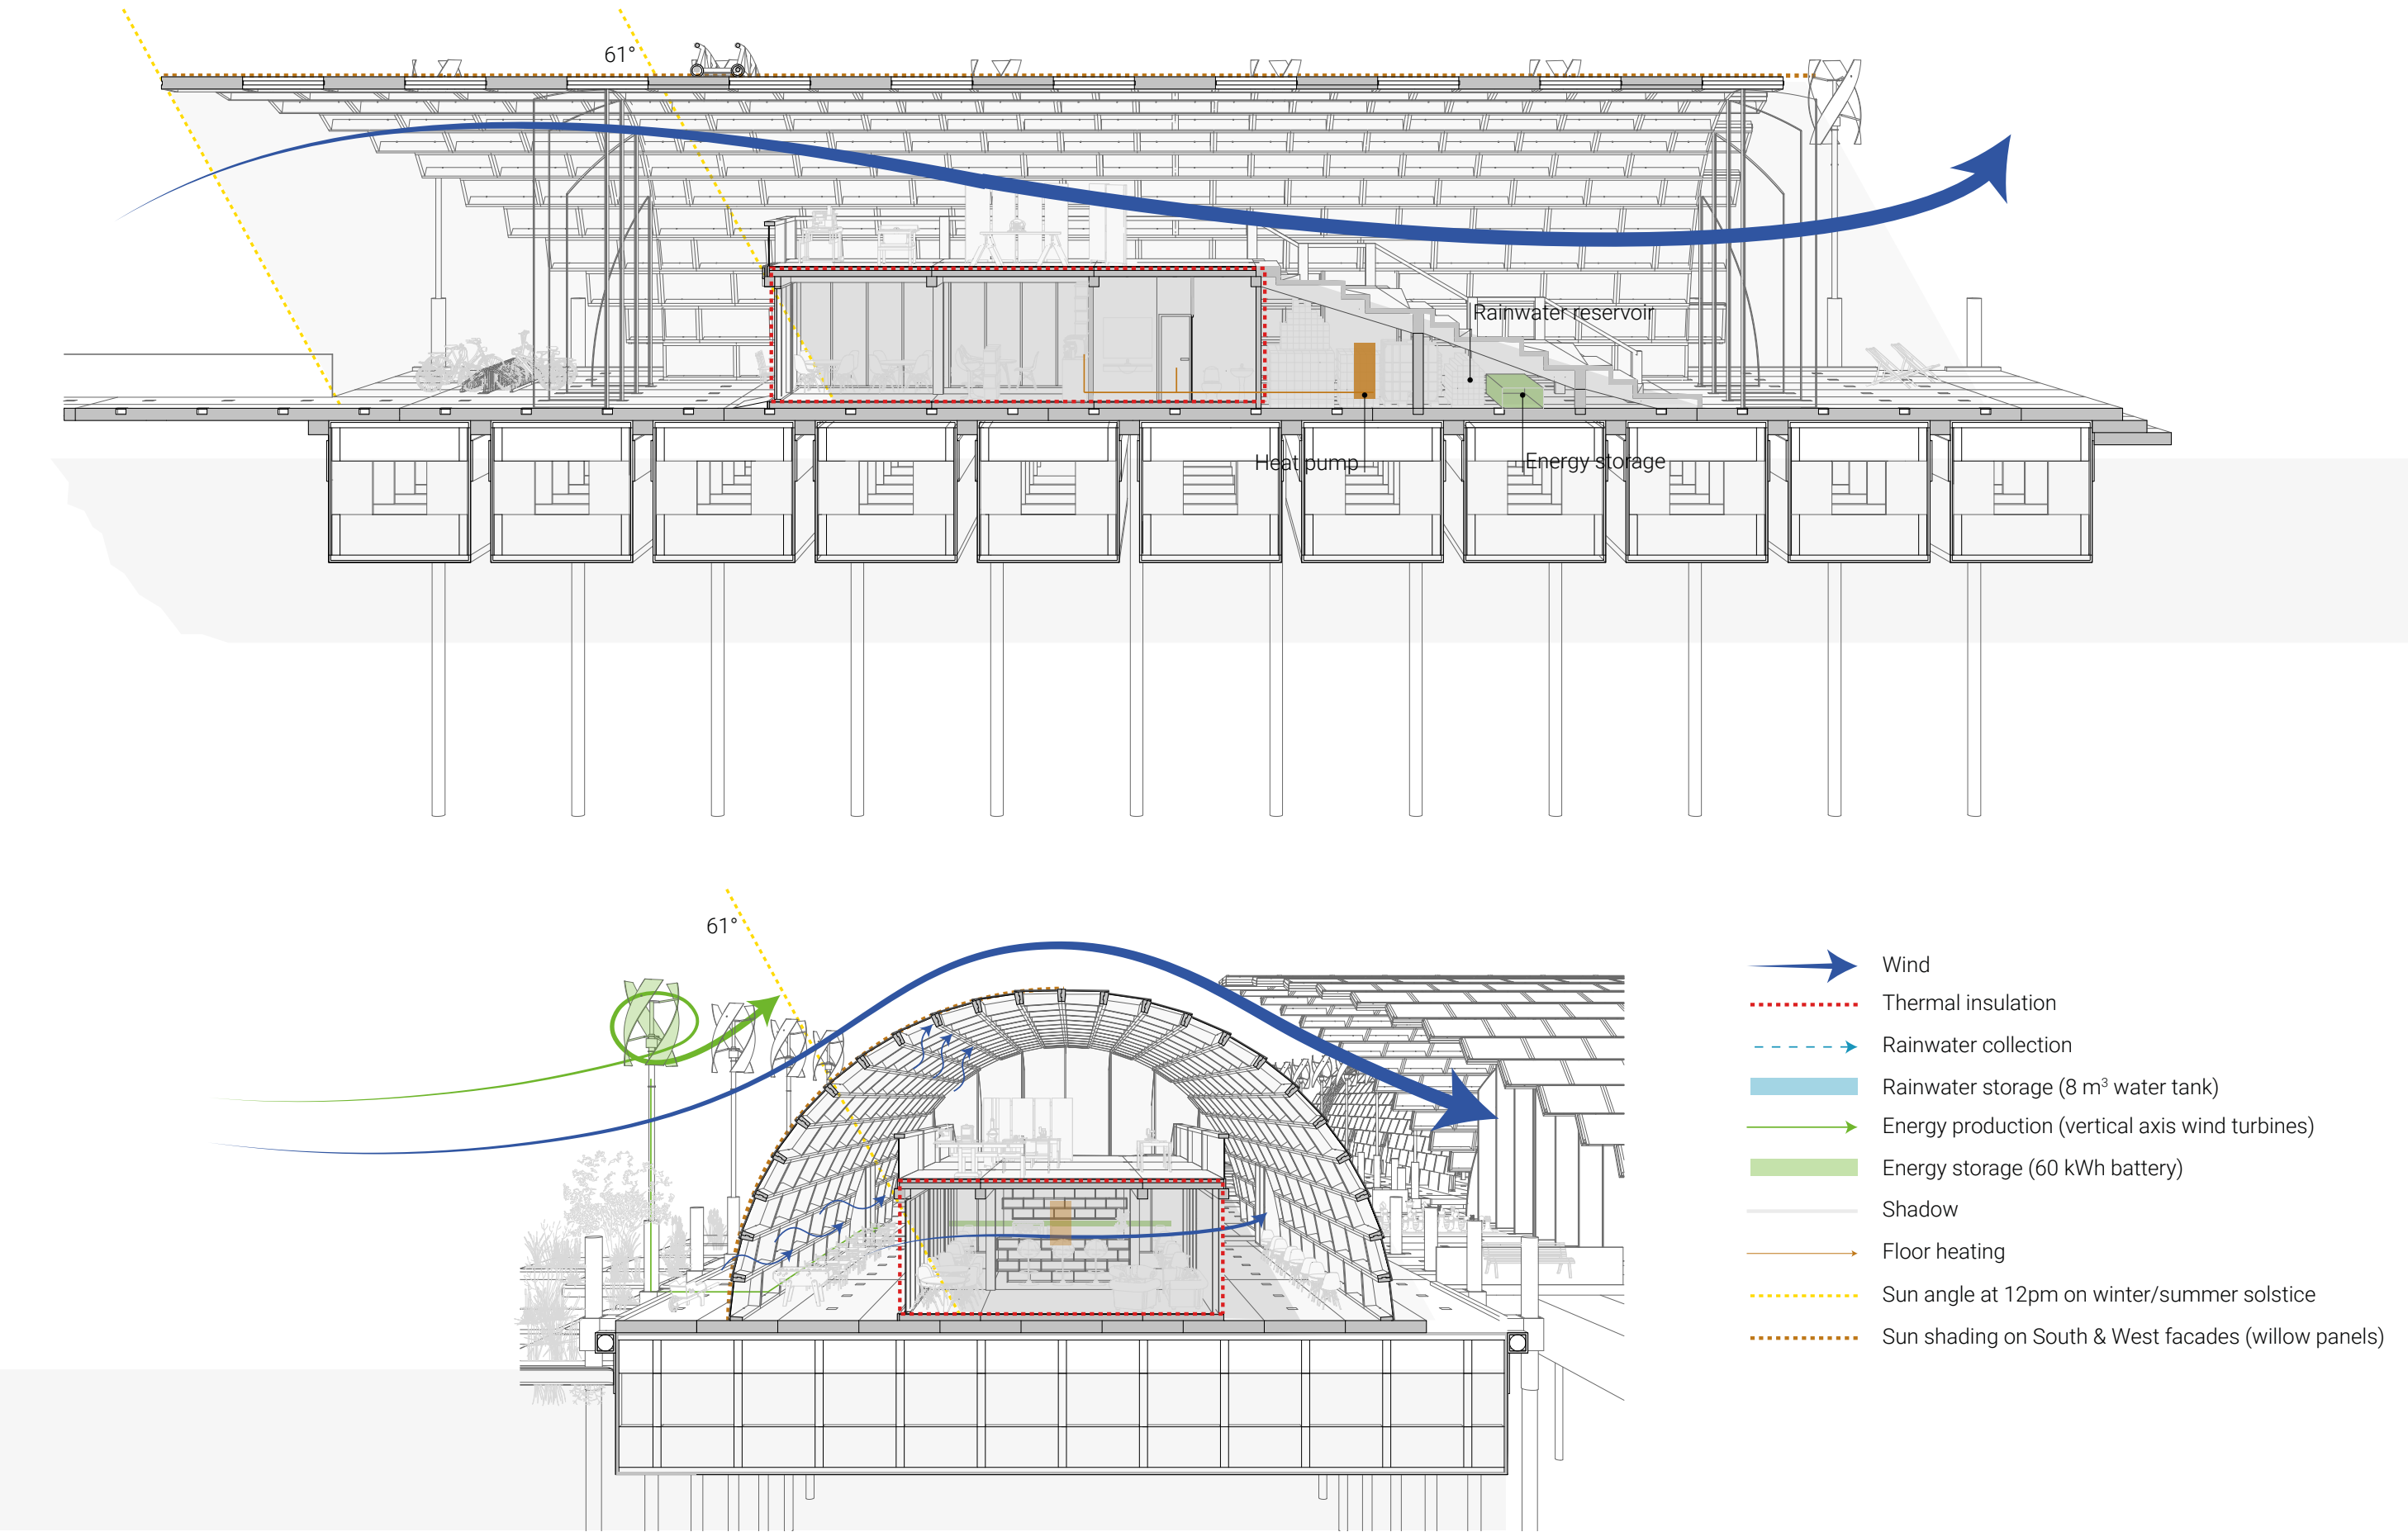 61°
Rainwater reservoir
Heat pump
Energy storage
61°
Wind
Thermal insulation
Rainwater collection
Rainwater storage (8 m³ water tank)
Energy production (vertical axis wind turbines)
Energy storage (60 kWh battery)
Shadow
Floor heating
Sun angle at 12pm on winter/summer solstice
Sun shading on South & West facades (willow panels)